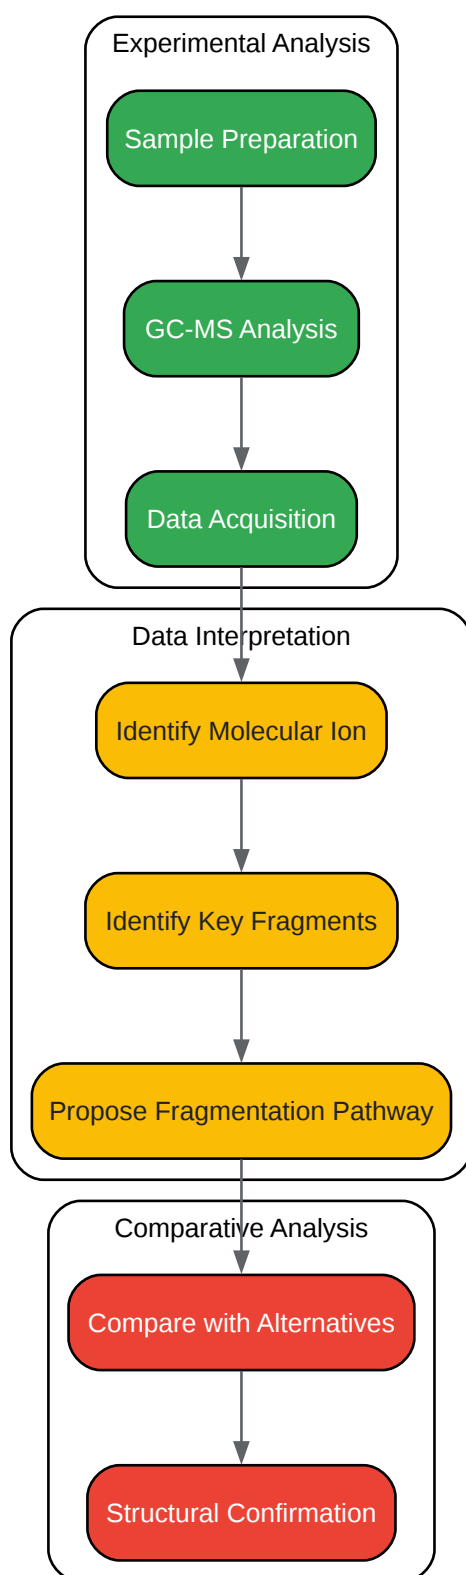 Experimental Analysis
Sample Preparation
GC-MS Analysis
Data Acquisition
Data Interpretation
Identify Molecular Ion
Identify Key Fragments
Propose Fragmentation Pathway
Comparative Analysis
Compare with Alternatives
Structural Confirmation